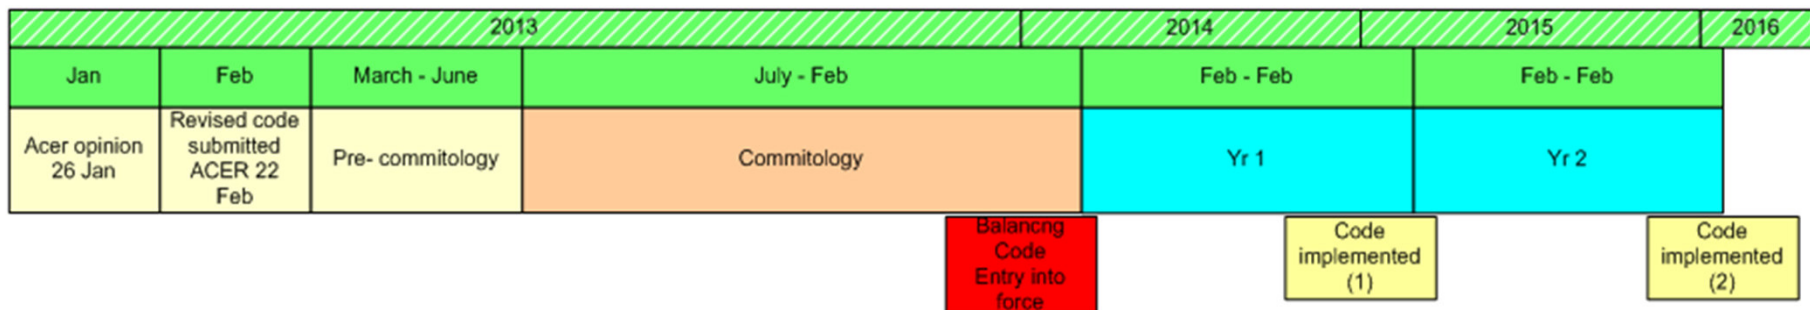 2013
2014
2015
2016
Jan
Feb
March - June
July - Feb
Feb - Feb
Feb - Feb
Acer opinion
26 Jan
Revised code
submitted
ACER 22
Feb
Pre- commitology
Commitology
Yr 1
Yr 2
Balancng
Code
Entry into
force
Code
implemented
(1)
Code
implemented
(2)